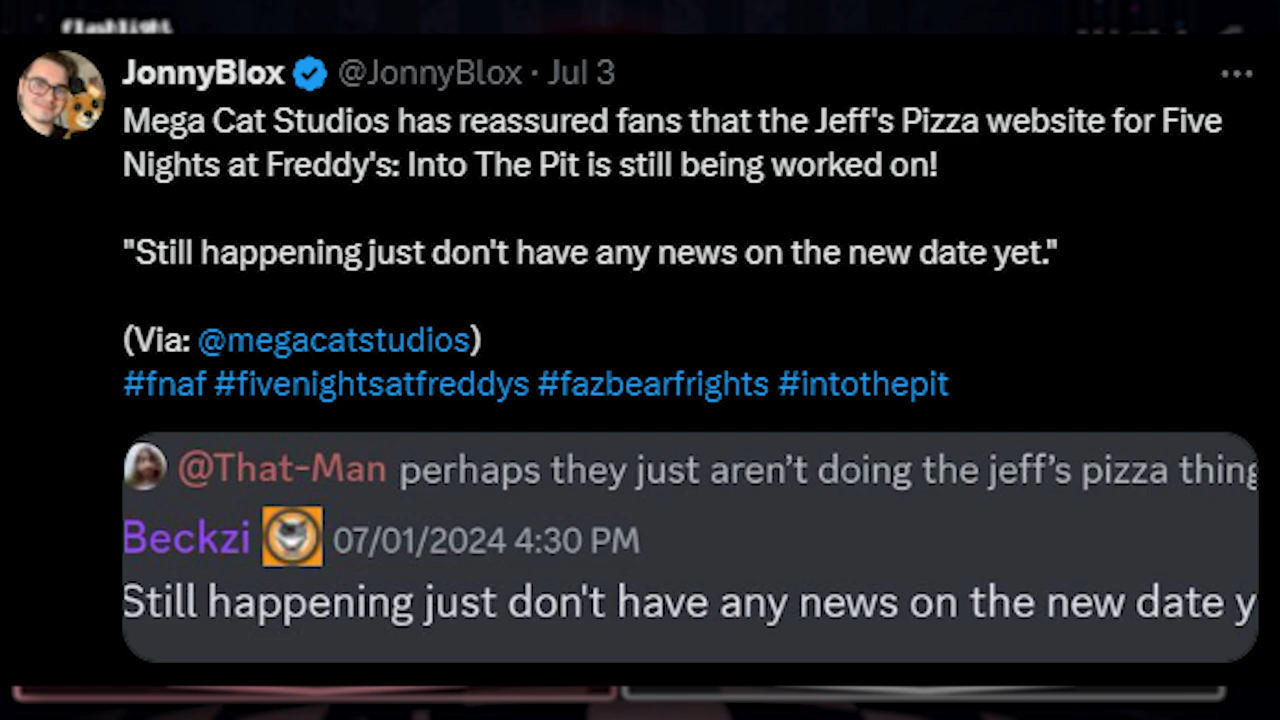 flashlight
JonnyBlox @JonnyBlox · Jul 3
Mega Cat Studios has reassured fans that the Jeff's Pizza website for Five
Nights at Freddy's: Into The Pit is still being worked on!
"Still happening just don't have any news on the new date yet."
(Via: @megacatstudios)
#fnaf #fivenightsatfreddys #fazbearfrights #intothepit
@That-Man perhaps they just aren't doing the jeff's pizza thing
Beckzi 07/01/2024 4:30 PM
Still happening just don't have any news on the new date y